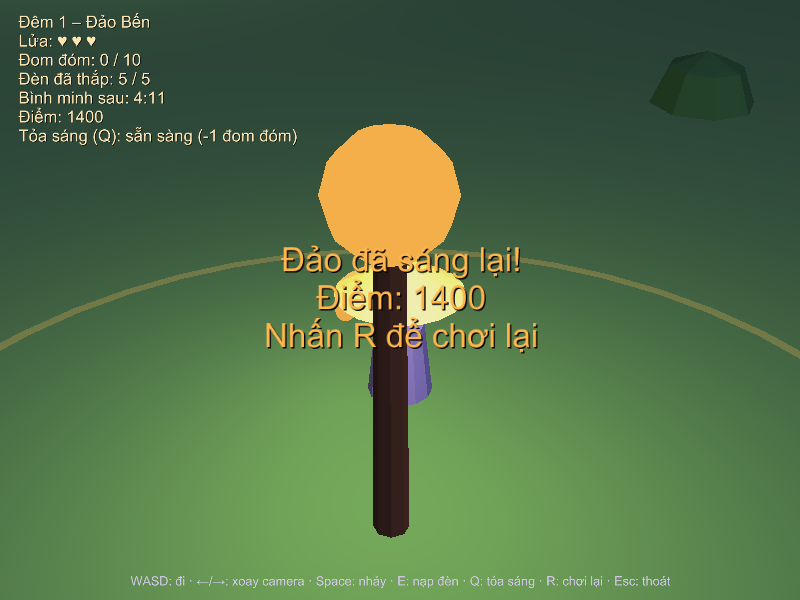 Đêm 1 – Đảo Bến
Lửa: ♥ ♥ ♥
Đom đóm: 0 / 10
Đèn đã thắp: 5 / 5
Bình minh sau: 4:11
Điểm: 1400
Tỏa sáng (Q): sẵn sàng (-1 đom đóm)
Đảo đã sáng lại!
Điểm: 1400
Nhấn R để chơi lại
WASD: đi · ←/→: xoay camera · Space: nhảy · E: nạp đèn · Q: tỏa sáng · R: chơi lại · Esc: thoát